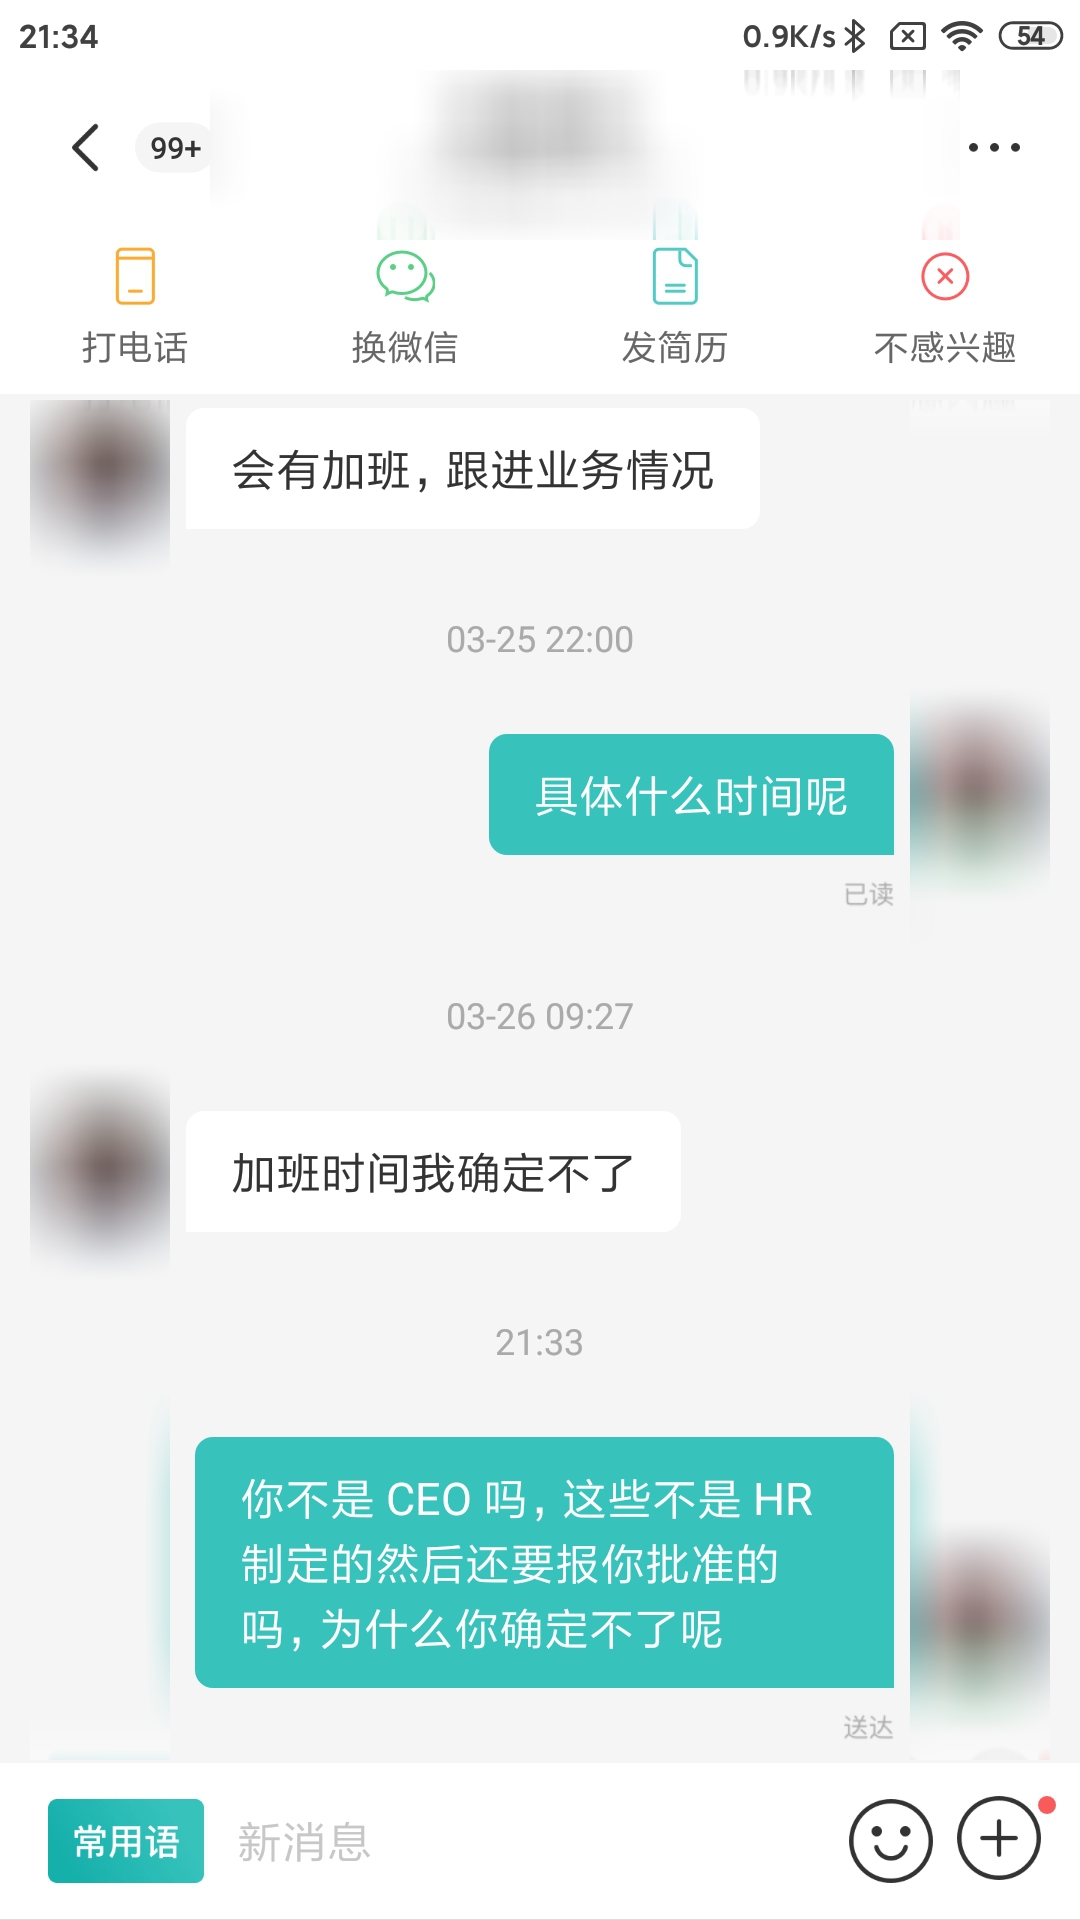 21:34
0.9K/s
54
99+
打电话
换微信
发简历
不感兴趣
会有加班，跟进业务情况
03-25 22:00
具体什么时间呢
已读
03-26 09:27
加班时间我确定不了
21:33
你不是 CEO 吗，这些不是 HR
制定的然后还要报你批准的
吗，为什么你确定不了呢
送达
常用语
新消息